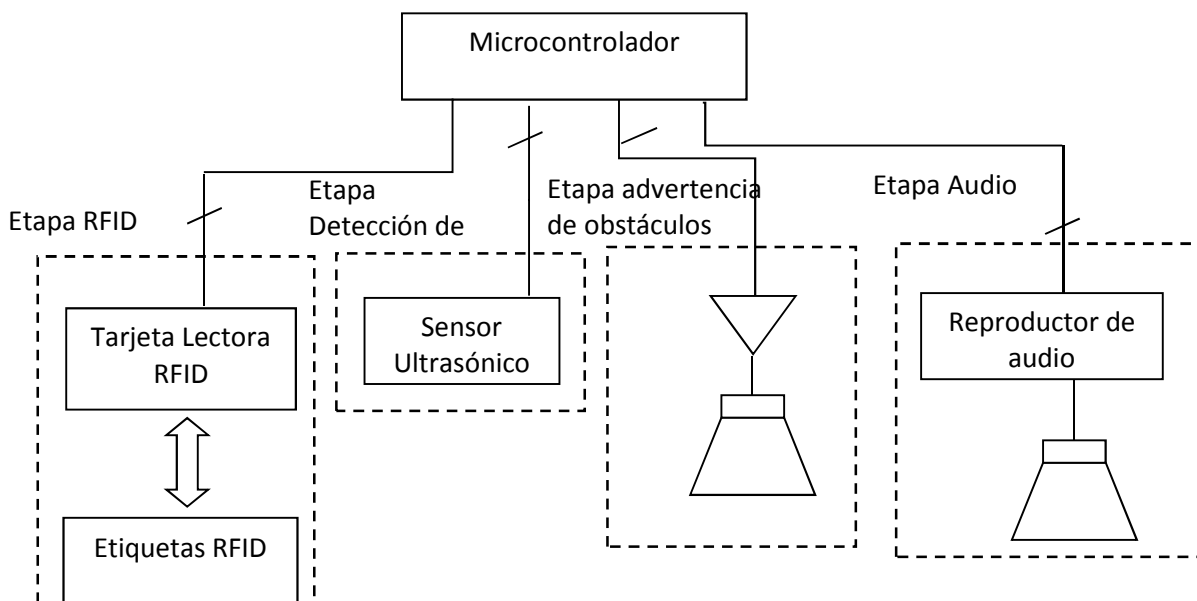 Microcontrolador
Etapa RFID
Etapa
Detección de
Etapa advertencia
de obstáculos
Etapa Audio
Tarjeta Lectora
RFID
Sensor
Ultrasónico
Reproductor de
audio
Etiquetas RFID